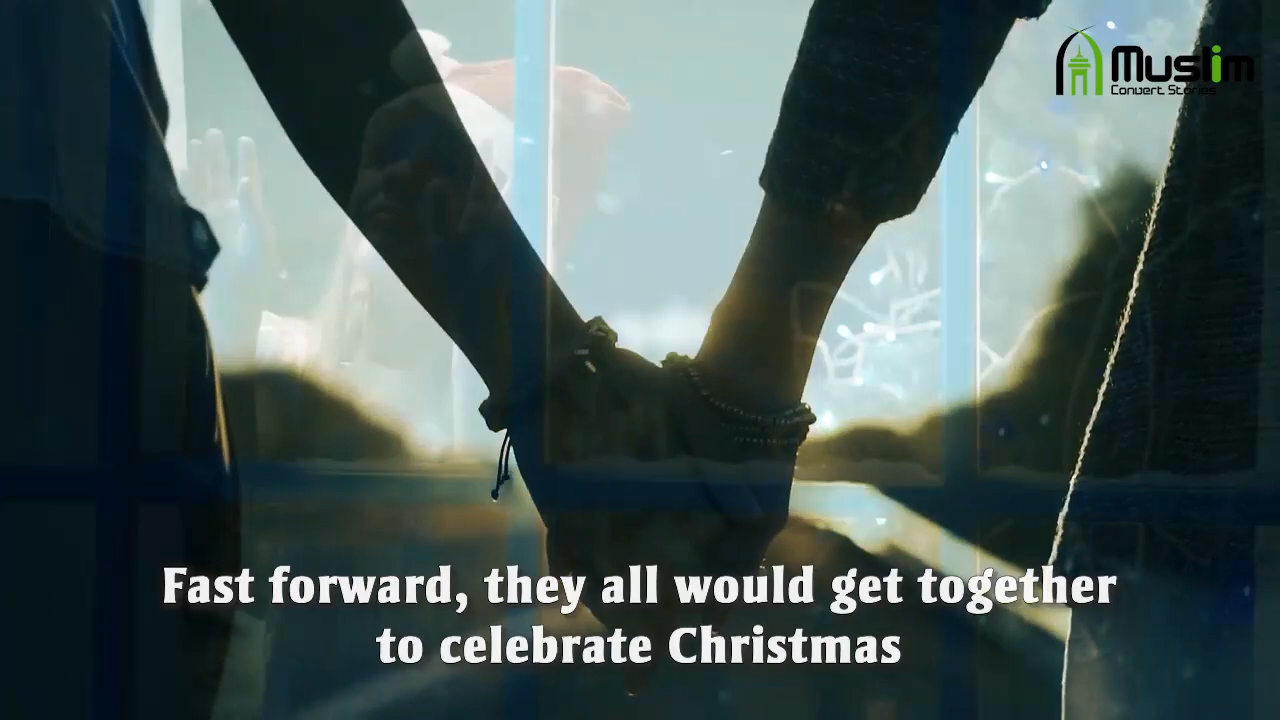 Muslim
Convert Stories
Fast forward, they all would get together
to celebrate Christmas